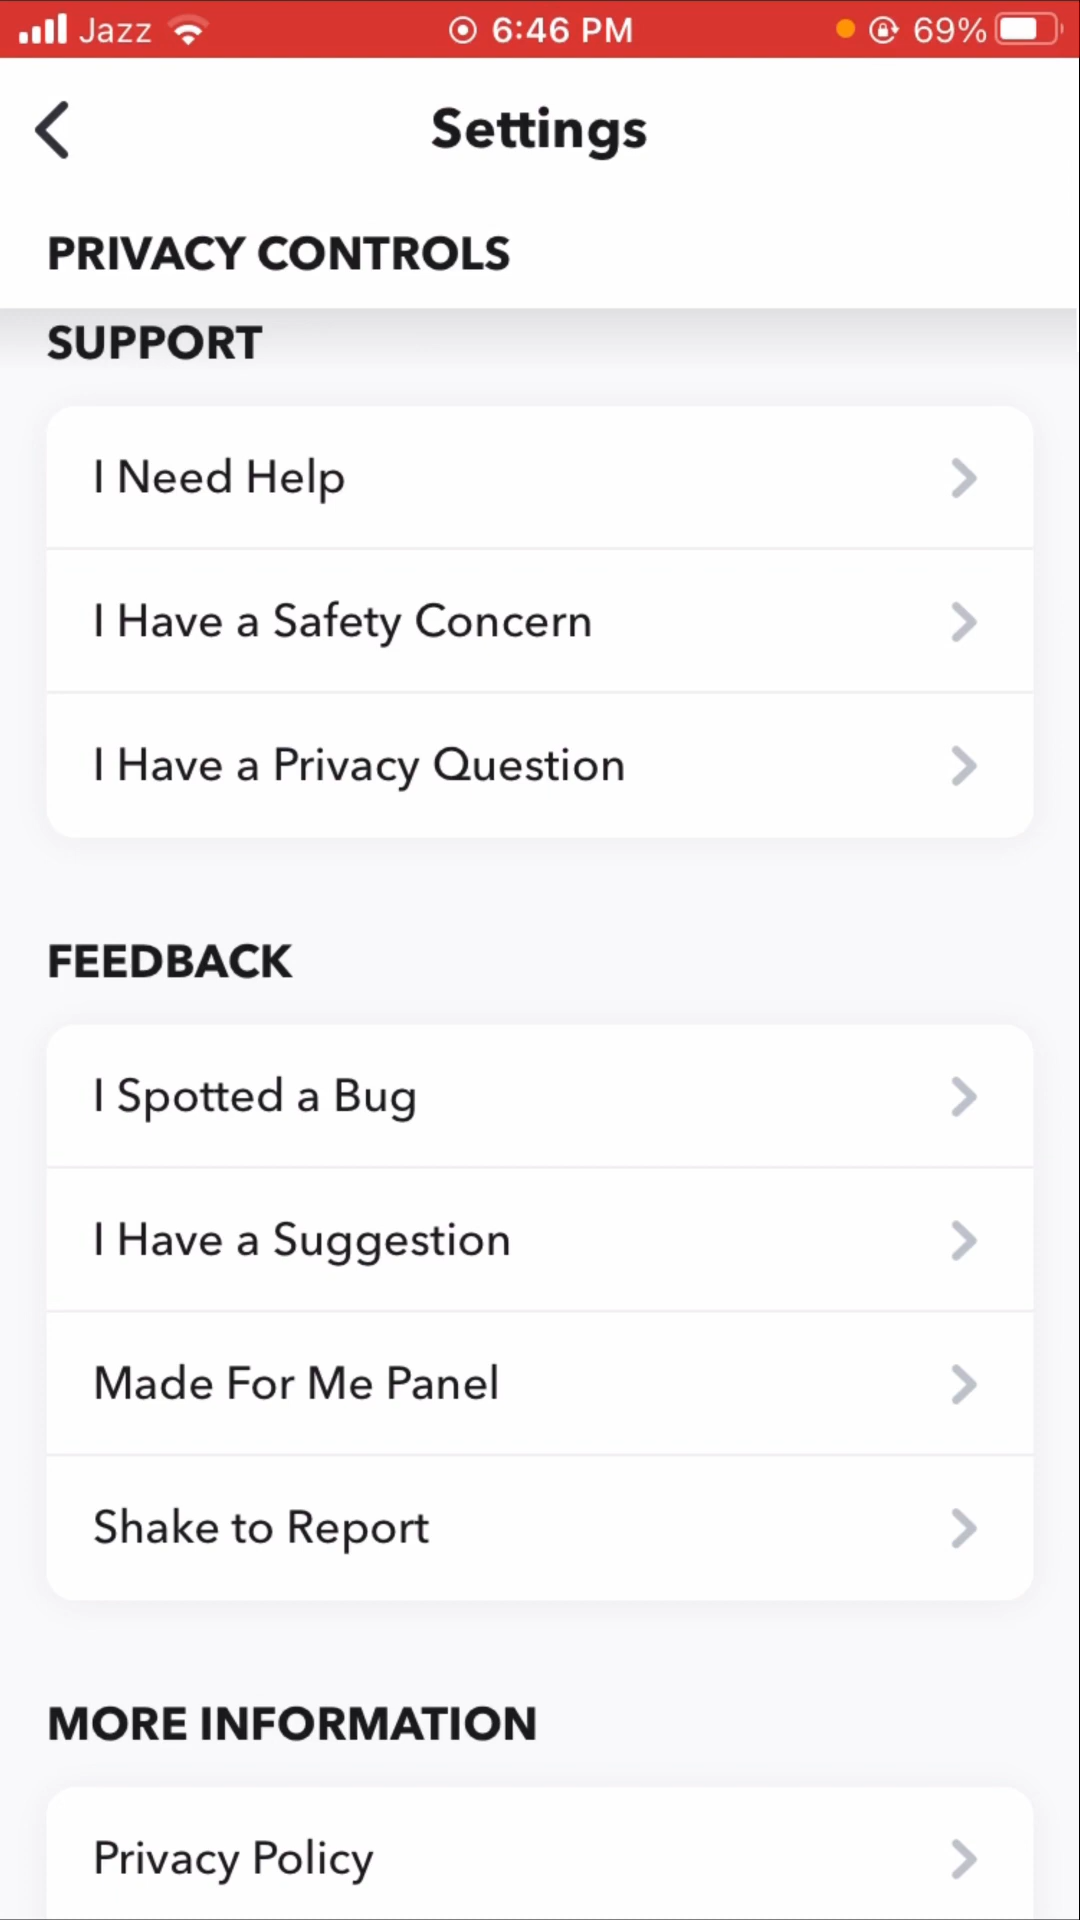 Jazz 6:46 PM 69%
Settings
PRIVACY CONTROLS
SUPPORT
I Need Help
I Have a Safety Concern
I Have a Privacy Question
FEEDBACK
I Spotted a Bug
I Have a Suggestion
Made For Me Panel
Shake to Report
MORE INFORMATION
Privacy Policy